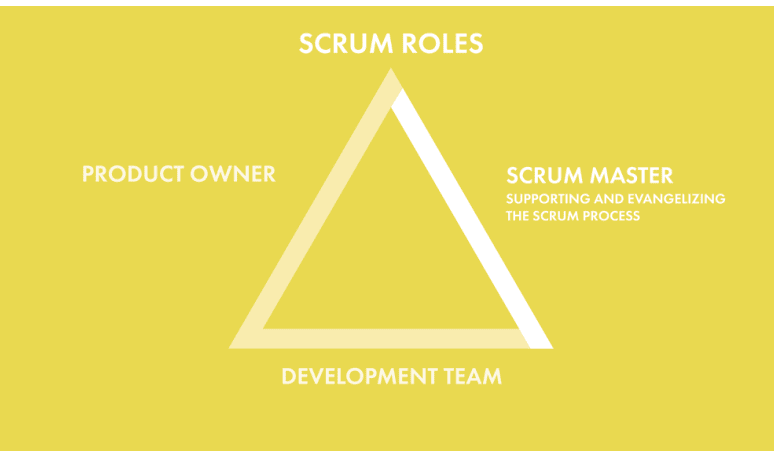 SCRUM ROLES
PRODUCT OWNER
SCRUM MASTER
SUPPORTING AND EVANGELIZING
THE SCRUM PROCESS
DEVELOPMENT TEAM